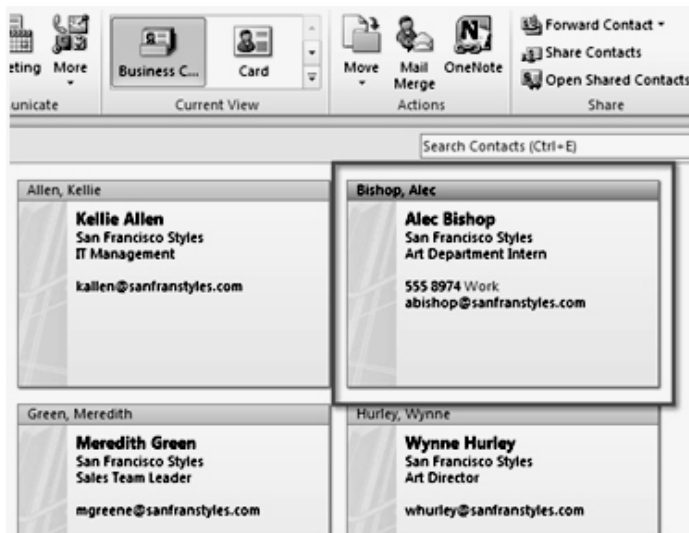 eting More
Business C...
Card
Move
Mail Merge
OneNote
Forward Contact
Share Contacts
Open Shared Contacts
unicate
Current View
Actions
Share
Search Contacts (Ctrl+E)
Allen, Kellie
Kellie Allen
San Francisco Styles
IT Management
kallen@sanfranstyles.com
Bishop, Alec
Alec Bishop
San Francisco Styles
Art Department Intern
555 8974 Work
abishop@sanfranstyles.com
Green, Meredith
Meredith Green
San Francisco Styles
Sales Team Leader
mgreene@sanfranstyles.com
Hurley, Wynne
Wynne Hurley
San Francisco Styles
Art Director
whurley@sanfranstyles.com